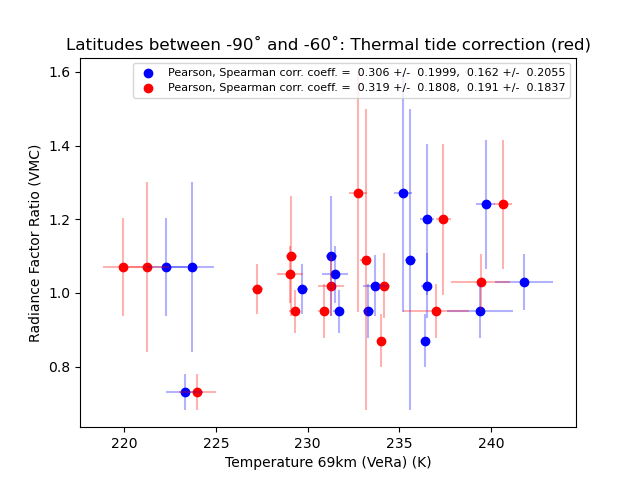 Latitudes between -90˚ and -60˚: Thermal tide correction (red)
Pearson, Spearman corr. coeff. =  0.306 +/-  0.1999,  0.162 +/-  0.2055
Pearson, Spearman corr. coeff. =  0.319 +/-  0.1808,  0.191 +/-  0.1837
1.6
1.4
1.2
1.0
0.8
Radiance Factor Ratio (VMC)
220 225 230 235 240
Temperature 69km (VeRa) (K)